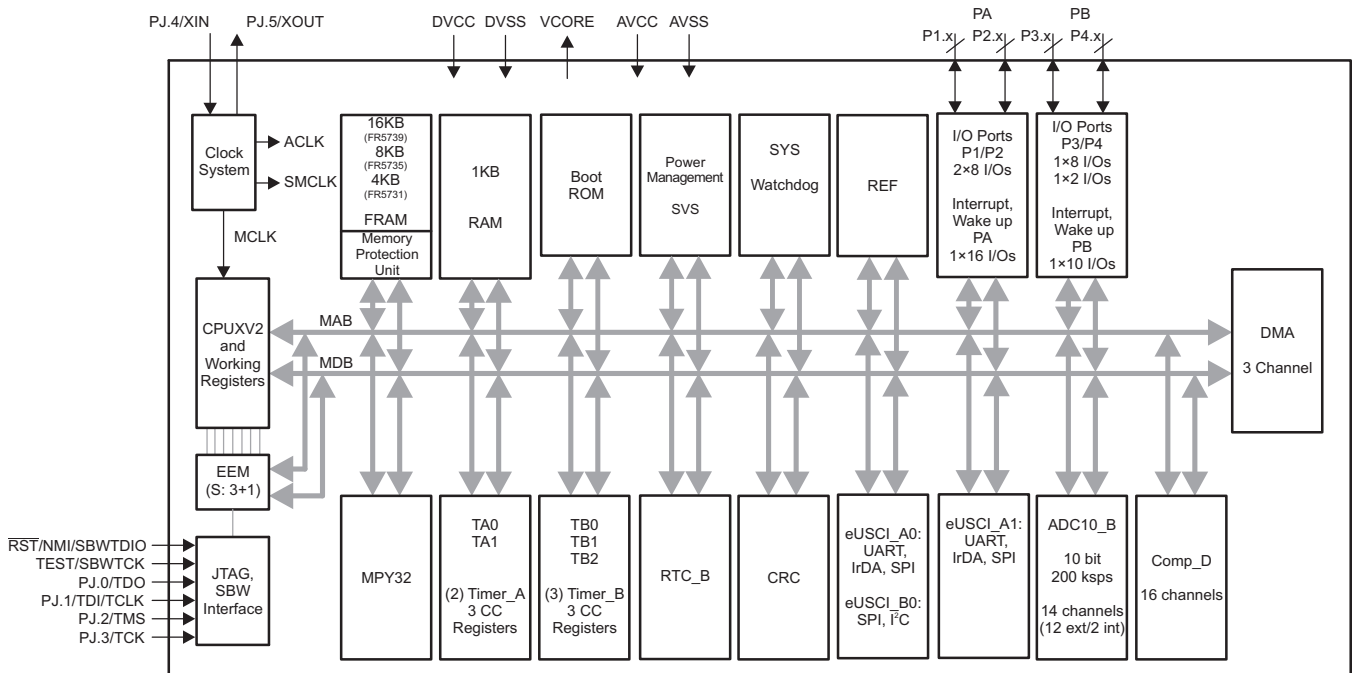 PJ.4/XIN
PJ.5/XOUT
DVCC
DVSS
VCORE
AVCC
AVSS
PA
PB
P1.x
P2.x
P3.x
P4.x
Clock
System
ACLK
SMCLK
MCLK
16KB
(FR5739)
8KB
(FR5735)
4KB
(FR5731)
FRAM
Memory
Protection
Unit
1KB
RAM
Boot
ROM
Power
Management
SVS
SYS
Watchdog
REF
I/O Ports
P1/P2
2×8 I/Os
Interrupt,
Wake up
PA
1×16 I/Os
I/O Ports
P3/P4
1×8 I/Os
1×2 I/Os
Interrupt,
Wake up
PB
1×10 I/Os
CPUXV2
and
Working
Registers
MAB
MDB
DMA
3 Channel
EEM
(S: 3+1)
RST/NMI/SBWTDIO
TEST/SBWTCK
PJ.0/TDO
PJ.1/TDI/TCLK
PJ.2/TMS
PJ.3/TCK
JTAG,
SBW
Interface
MPY32
TA0
TA1
(2) Timer_A
3 CC
Registers
TB0
TB1
TB2
(3) Timer_B
3 CC
Registers
RTC_B
CRC
eUSCI_A0:
UART,
IrDA, SPI
eUSCI_B0:
SPI, I²C
eUSCI_A1:
UART,
IrDA, SPI
ADC10_B
10 bit
200 ksps
14 channels
(12 ext/2 int)
Comp_D
16 channels